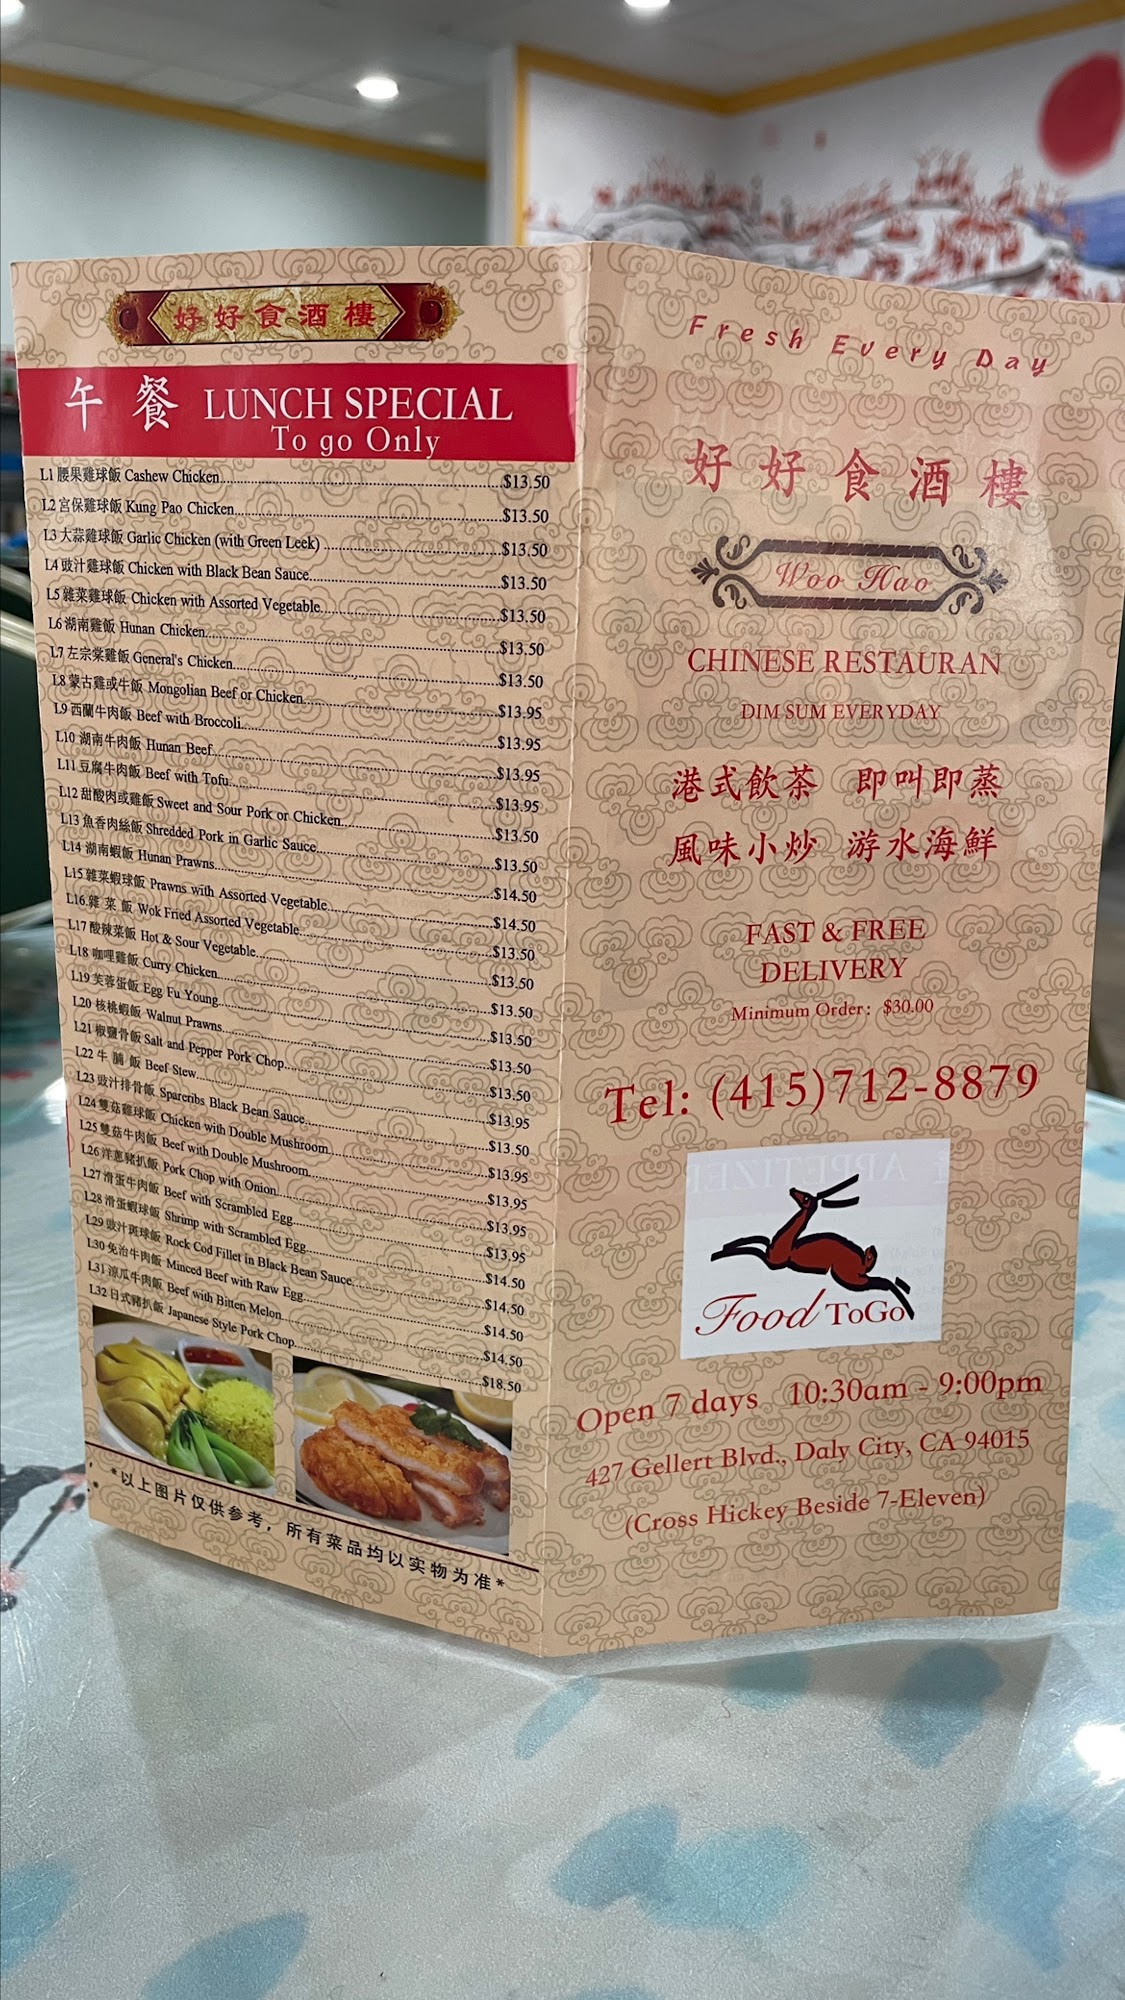 好好食酒樓
午餐 LUNCH SPECIAL
To go Only
L1 腰果雞球飯 Cashew Chicken $13.50
L2 宮保雞球飯 Kung Pao Chicken $13.50
L3 大蒜雞球飯 Garlic Chicken (with Green Leek) $13.50
L4 豉汁雞球飯 Chicken with Black Bean Sauce $13.50
L5 雜菜雞球飯 Chicken with Assorted Vegetable $13.50
L6 湖南雞飯 Hunan Chicken $13.50
L7 左宗棠雞飯 General's Chicken $13.50
L8 蒙古雞或牛飯 Mongolian Beef or Chicken $13.95
L9 西蘭牛肉飯 Beef with Broccoli $13.95
L10 湖南牛肉飯 Hunan Beef $13.95
L11 豆腐牛肉飯 Beef with Tofu $13.95
L12 甜酸肉或雞飯 Sweet and Sour Pork or Chicken $13.50
L13 魚香肉絲飯 Shredded Pork in Garlic Sauce $13.50
L14 湖南蝦飯 Hunan Prawns $14.50
L15 雜菜蝦球飯 Prawns with Assorted Vegetable $14.50
L16 雜菜飯 Wok Fried Assorted Vegetable $13.50
L17 酸辣菜飯 Hot & Sour Vegetable $13.50
L18 咖哩雞飯 Curry Chicken $13.50
L19 芙蓉蛋飯 Egg Fu Young $13.50
L20 核桃蝦飯 Walnut Prawns $13.50
L21 椒鹽骨飯 Salt and Pepper Pork Chop $13.50
L22 牛腩飯 Beef Stew $13.95
L23 豉汁排骨飯 Spareribs Black Bean Sauce $13.50
L24 雙菇雞球飯 Chicken with Double Mushroom $13.95
L25 雙菇牛肉飯 Beef with Double Mushroom $13.95
L26 洋蔥豬扒飯 Pork Chop with Onion $13.95
L27 滑蛋牛肉飯 Beef with Scrambled Egg $13.95
L28 滑蛋蝦球飯 Shrimp with Scrambled Egg $14.50
L29 豉汁斑球飯 Rock Cod Fillet in Black Bean Sauce $14.50
L30 免治牛肉飯 Minced Beef with Raw Egg $14.50
L31 涼瓜牛肉飯 Beef with Bitten Melon $14.50
L32 日式豬扒飯 Japanese Style Pork Chop $18.50
*以上图片仅供参考，所有菜品均以实物为准*
Fresh Every Day
好好食酒樓
Woo Hao
CHINESE RESTAURAN
DIM SUM EVERYDAY
港式飲茶 即叫即蒸
風味小炒 游水海鮮
FAST & FREE
DELIVERY
Minimum Order: $30.00
Tel: (415)712-8879
Food ToGo
Open 7 days 10:30am - 9:00pm
427 Gellert Blvd., Daly City, CA 94015
(Cross Hickey Beside 7-Eleven)